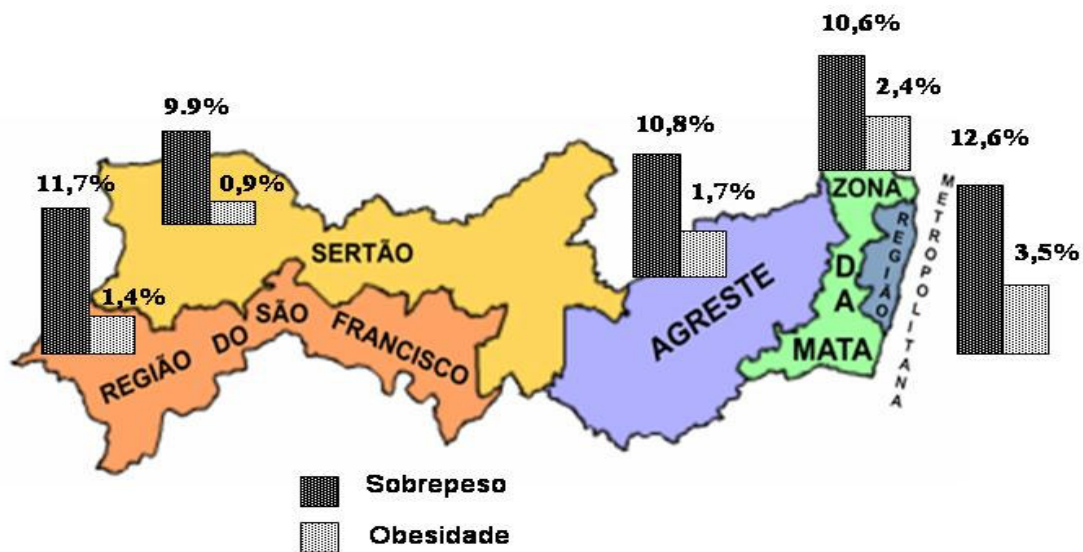 10,6%
2,4%
9.9%
10,8%
12,6%
11,7%
0,9%
1,7%
ZONA
DA
MATA
REGIÃO
METROPOLITANA
SERTÃO
3,5%
1,4%
AGRESTE
REGIÃO DO SÃO FRANCISCO
Sobrepeso
Obesidade